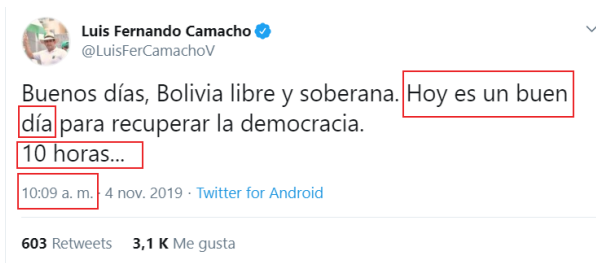 Luis Fernando Camacho
@LuisFerCamachoV
Buenos días, Bolivia libre y soberana. Hoy es un buen
día para recuperar la democracia.
10 horas...
10:09 a. m. · 4 nov. 2019 · Twitter for Android
603 Retweets 3,1 K Me gusta